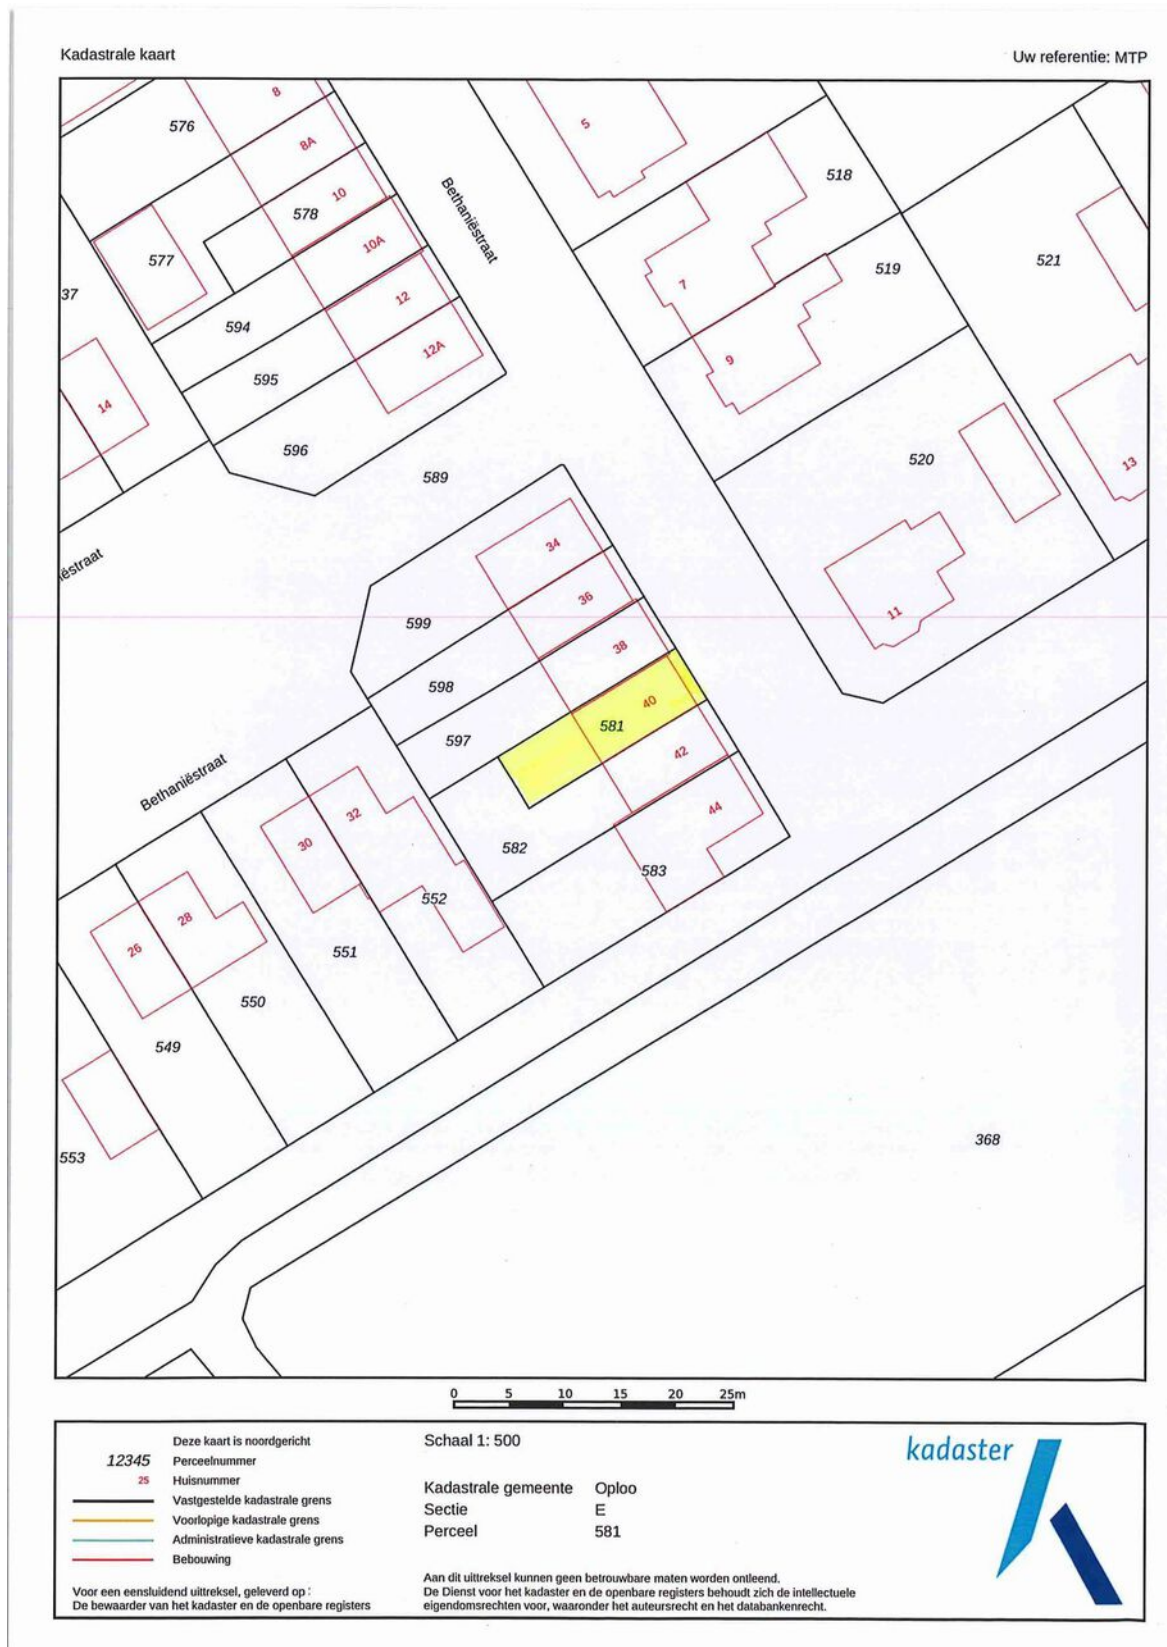 Kadastrale kaart
Uw referentie: MTP
8
576
8A
5
10
518
578
Bethaniëstraat
10A
577
521
519
7
37
12
594
12A
9
595
14
596
520
13
589
34
iëstraat
36
11
599
38
598
40
581
597
42
Bethaniëstraat
32
44
30
582
583
552
28
26
551
550
549
368
553
0 5 10 15 20 25m
Deze kaart is noordgericht
12345 Perceelnummer
25 Huisnummer
Vastgestelde kadastrale grens
Voorlopige kadastrale grens
Administratieve kadastrale grens
Bebouwing
Voor een eensluidend uittreksel, geleverd op :
De bewaarder van het kadaster en de openbare registers
Schaal 1: 500
Kadastrale gemeente Oploo
Sectie E
Perceel 581
Aan dit uittreksel kunnen geen betrouwbare maten worden ontleend.
De Dienst voor het kadaster en de openbare registers behoudt zich de intellectuele
eigendomsrechten voor, waaronder het auteursrecht en het databankenrecht.
kadaster